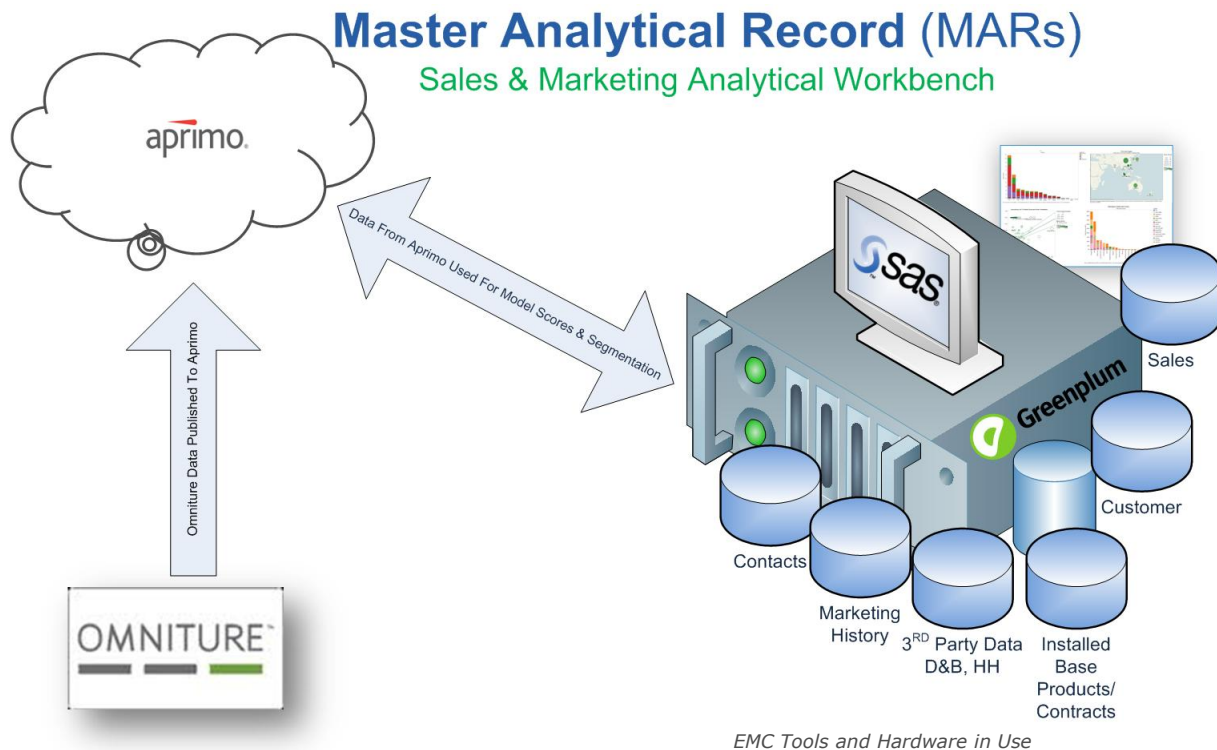 Master Analytical Record (MARs)
Sales & Marketing Analytical Workbench
aprimo.
Data From Aprimo Used For Model Scores & Segmentation
Omniture Data Published To Aprimo
OMNITURE™
sas®
Greenplum
Sales
Customer
Contacts
Marketing
History
3RD Party Data
D&B, HH
Installed
Base
Products/
Contracts
EMC Tools and Hardware in Use